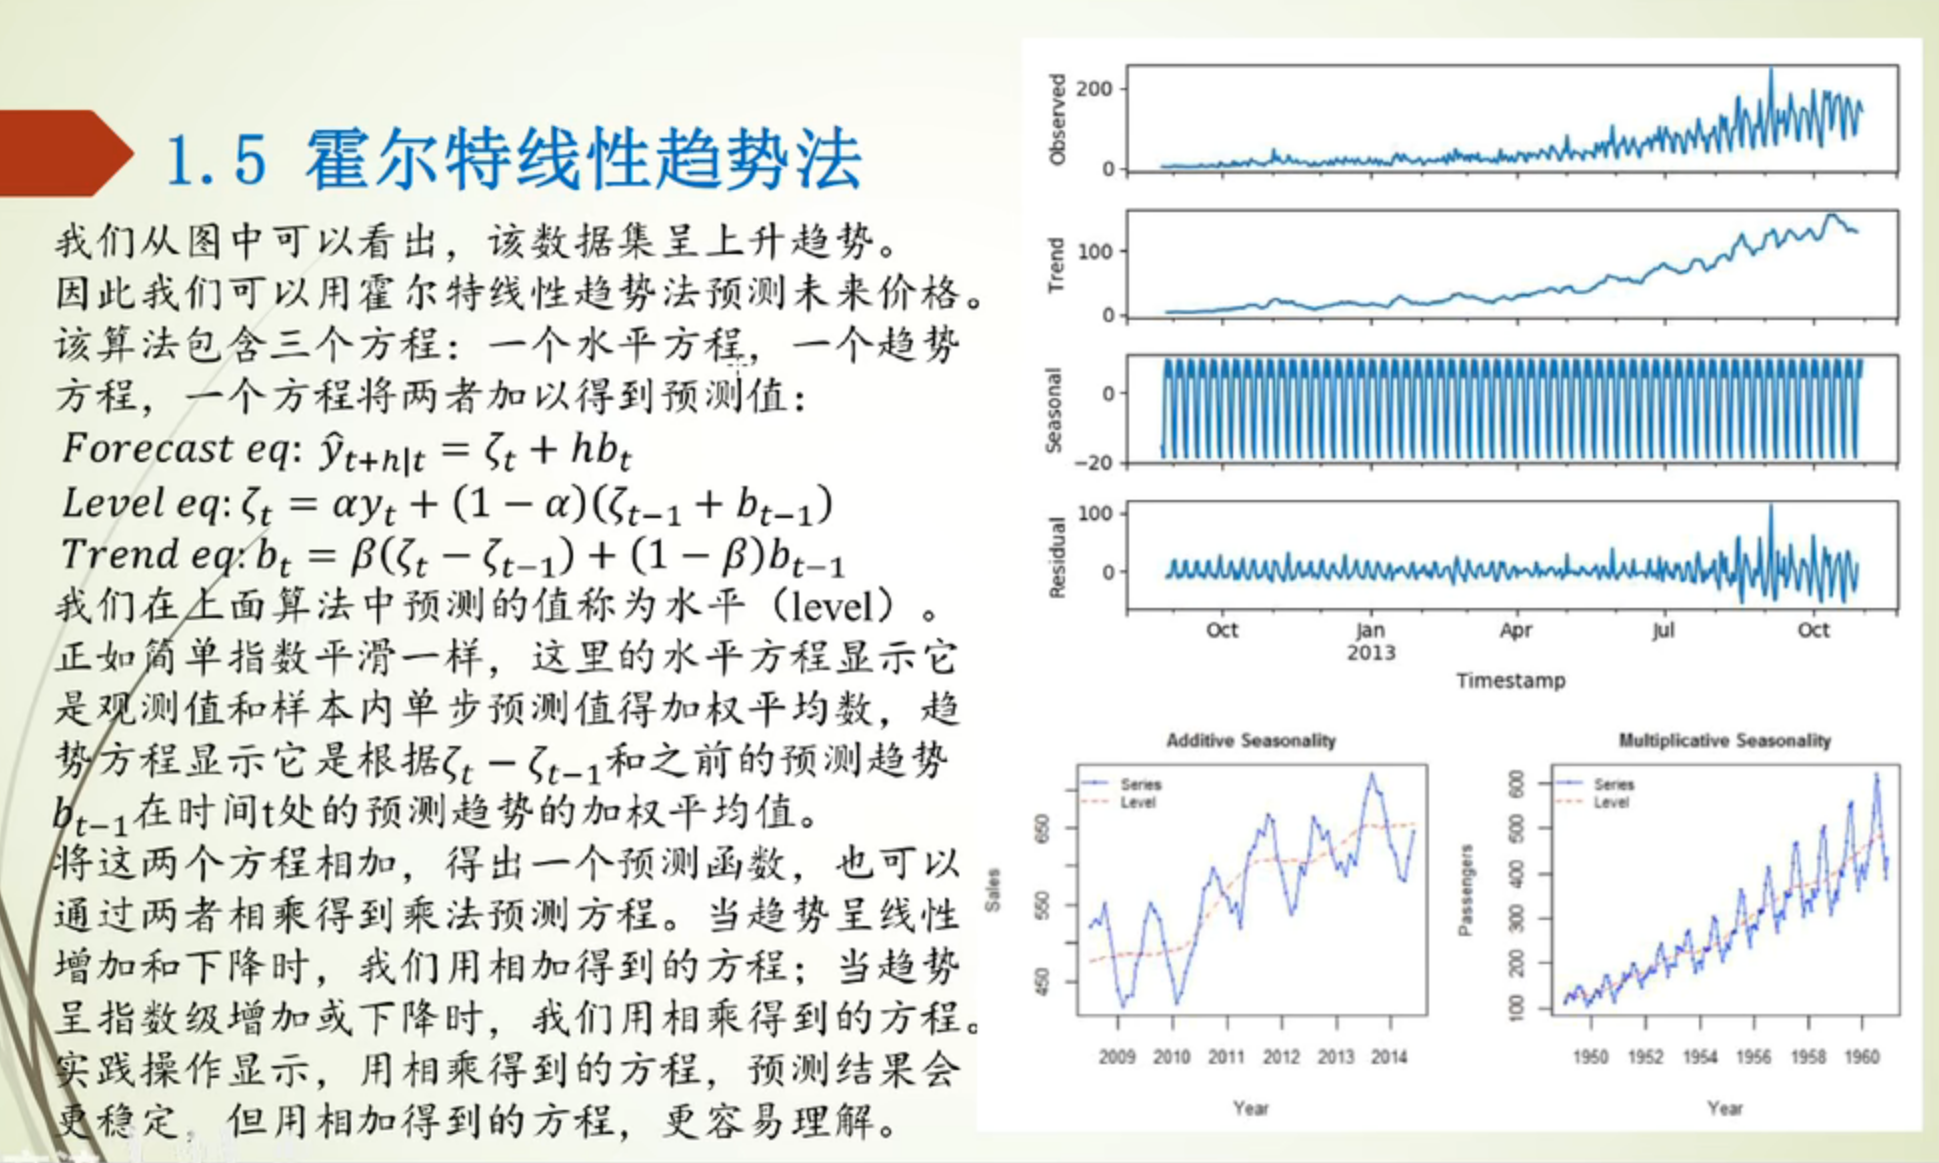 1.5 霍尔特线性趋势法
我们从图中可以看出，该数据集呈上升趋势。
因此我们可以用霍尔特线性趋势法预测未来价格。
该算法包含三个方程：一个水平方程，一个趋势
方程，一个方程将两者加以得到预测值：
Forecast eq: ŷ_{t+h|t} = ζ_t + hb_t
Level eq: ζ_t = αy_t + (1 − α)(ζ_{t−1} + b_{t−1})
Trend eq: b_t = β(ζ_t − ζ_{t−1}) + (1 − β)b_{t−1}
我们在上面算法中预测的值称为水平（level）。
正如简单指数平滑一样，这里的水平方程显示它
是观测值和样本内单步预测值得加权平均数，趋
势方程显示它是根据ζ_t − ζ_{t−1}和之前的预测趋势
b_{t−1}在时间t处的预测趋势的加权平均值。
将这两个方程相加，得出一个预测函数，也可以
通过两者相乘得到乘法预测方程。当趋势呈线性
增加和下降时，我们用相加得到的方程；当趋势
呈指数级增加或下降时，我们用相乘得到的方程。
实践操作显示，用相乘得到的方程，预测结果会
更稳定，但用相加得到的方程，更容易理解。
Observed
200
0
Trend
100
0
Seasonal
0
−20
Residual
100
0
Oct Jan Apr Jul Oct
2013
Timestamp
Additive Seasonality
Series
Level
Sales
650
550
450
2009 2010 2011 2012 2013 2014
Year
Multiplicative Seasonality
Series
Level
Passengers
600
500
400
300
200
100
1950 1952 1954 1956 1958 1960
Year